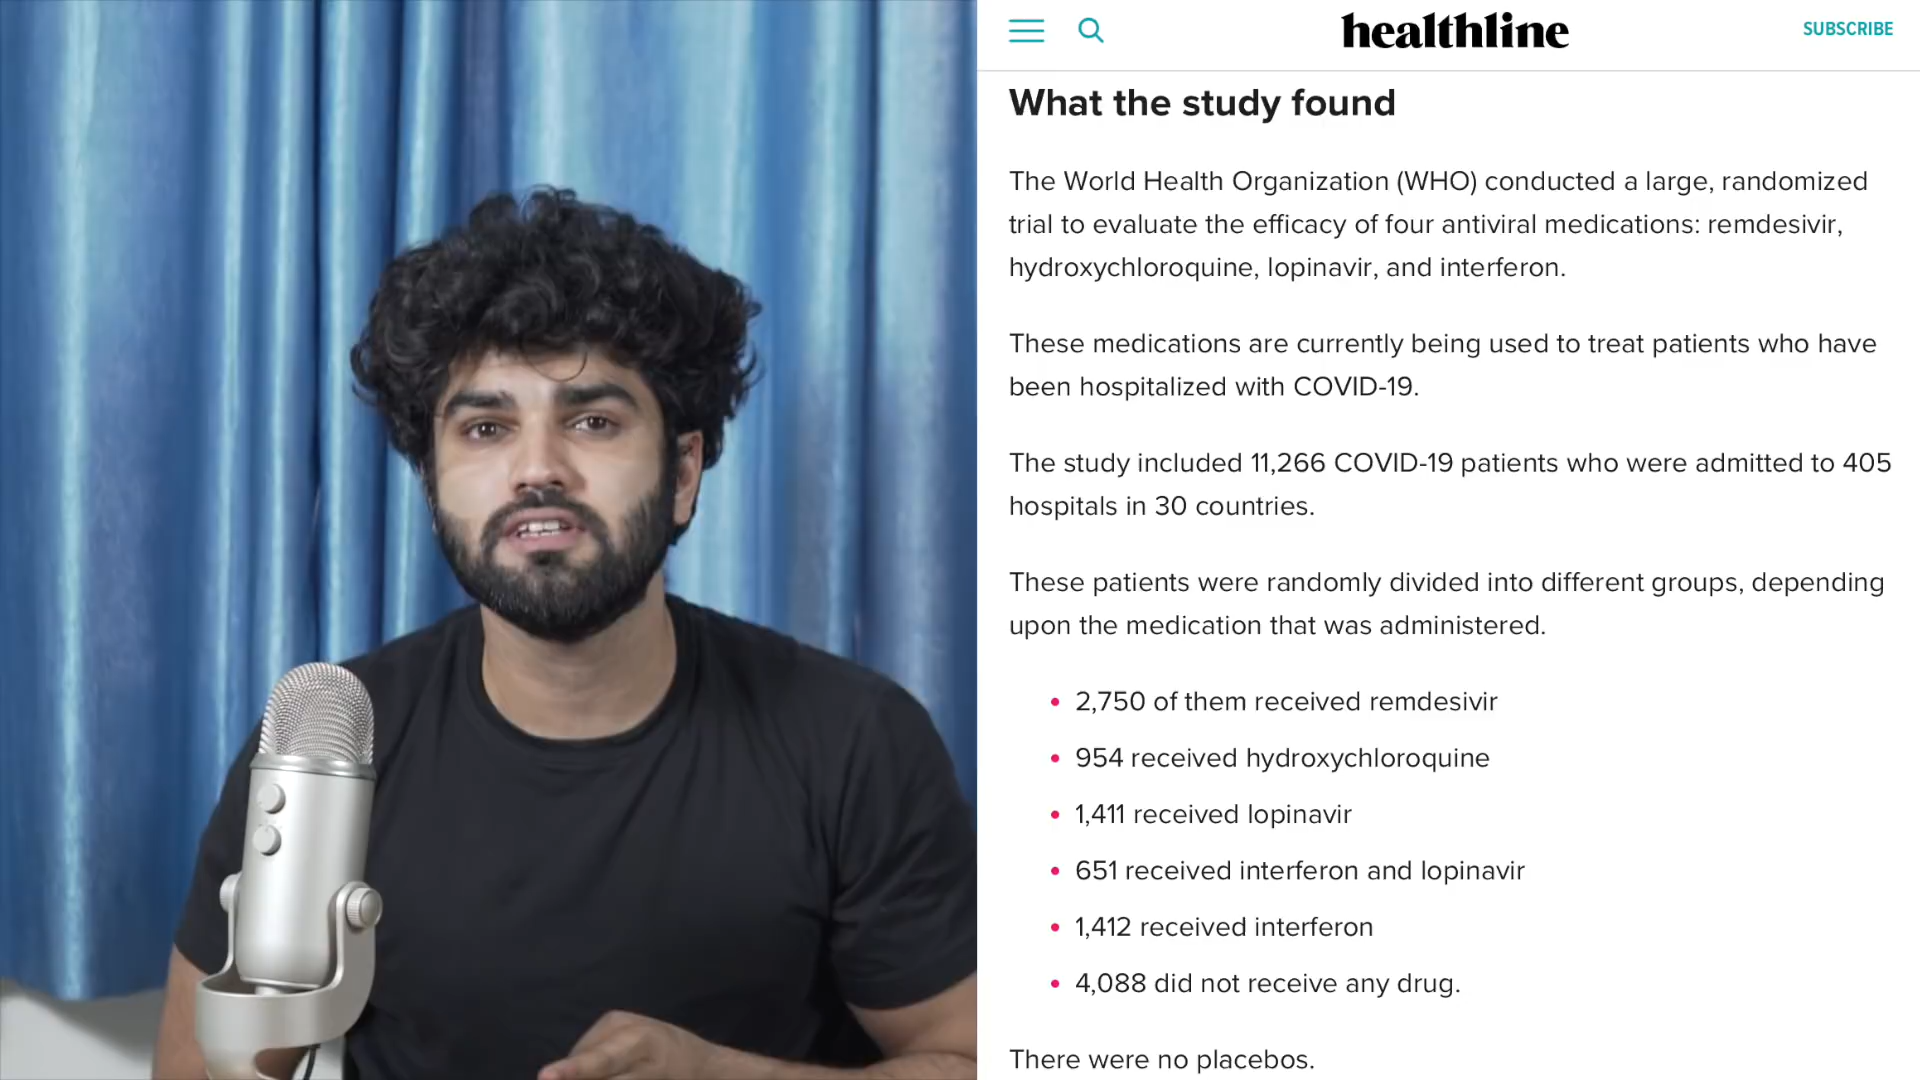 healthline
SUBSCRIBE
What the study found
The World Health Organization (WHO) conducted a large, randomized
trial to evaluate the efficacy of four antiviral medications: remdesivir,
hydroxychloroquine, lopinavir, and interferon.
These medications are currently being used to treat patients who have
been hospitalized with COVID-19.
The study included 11,266 COVID-19 patients who were admitted to 405
hospitals in 30 countries.
These patients were randomly divided into different groups, depending
upon the medication that was administered.
• 2,750 of them received remdesivir
• 954 received hydroxychloroquine
• 1,411 received lopinavir
• 651 received interferon and lopinavir
• 1,412 received interferon
• 4,088 did not receive any drug.
There were no placebos.